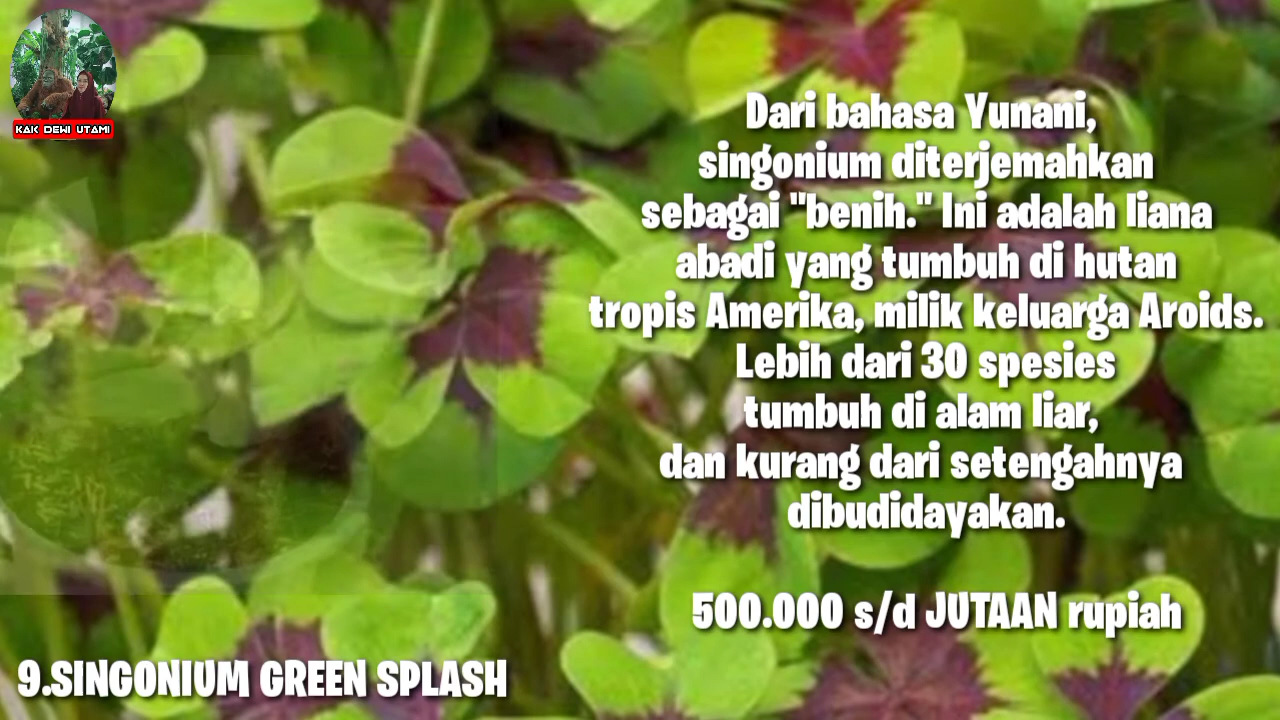 KAK DEWI UTAMI
Dari bahasa Yunani,
singonium diterjemahkan
sebagai "benih." Ini adalah liana
abadi yang tumbuh di hutan
tropis Amerika, milik keluarga Aroids.
Lebih dari 30 spesies
tumbuh di alam liar,
dan kurang dari setengahnya
dibudidayakan.
500.000 s/d JUTAAN rupiah
9.SINGONIUM GREEN SPLASH